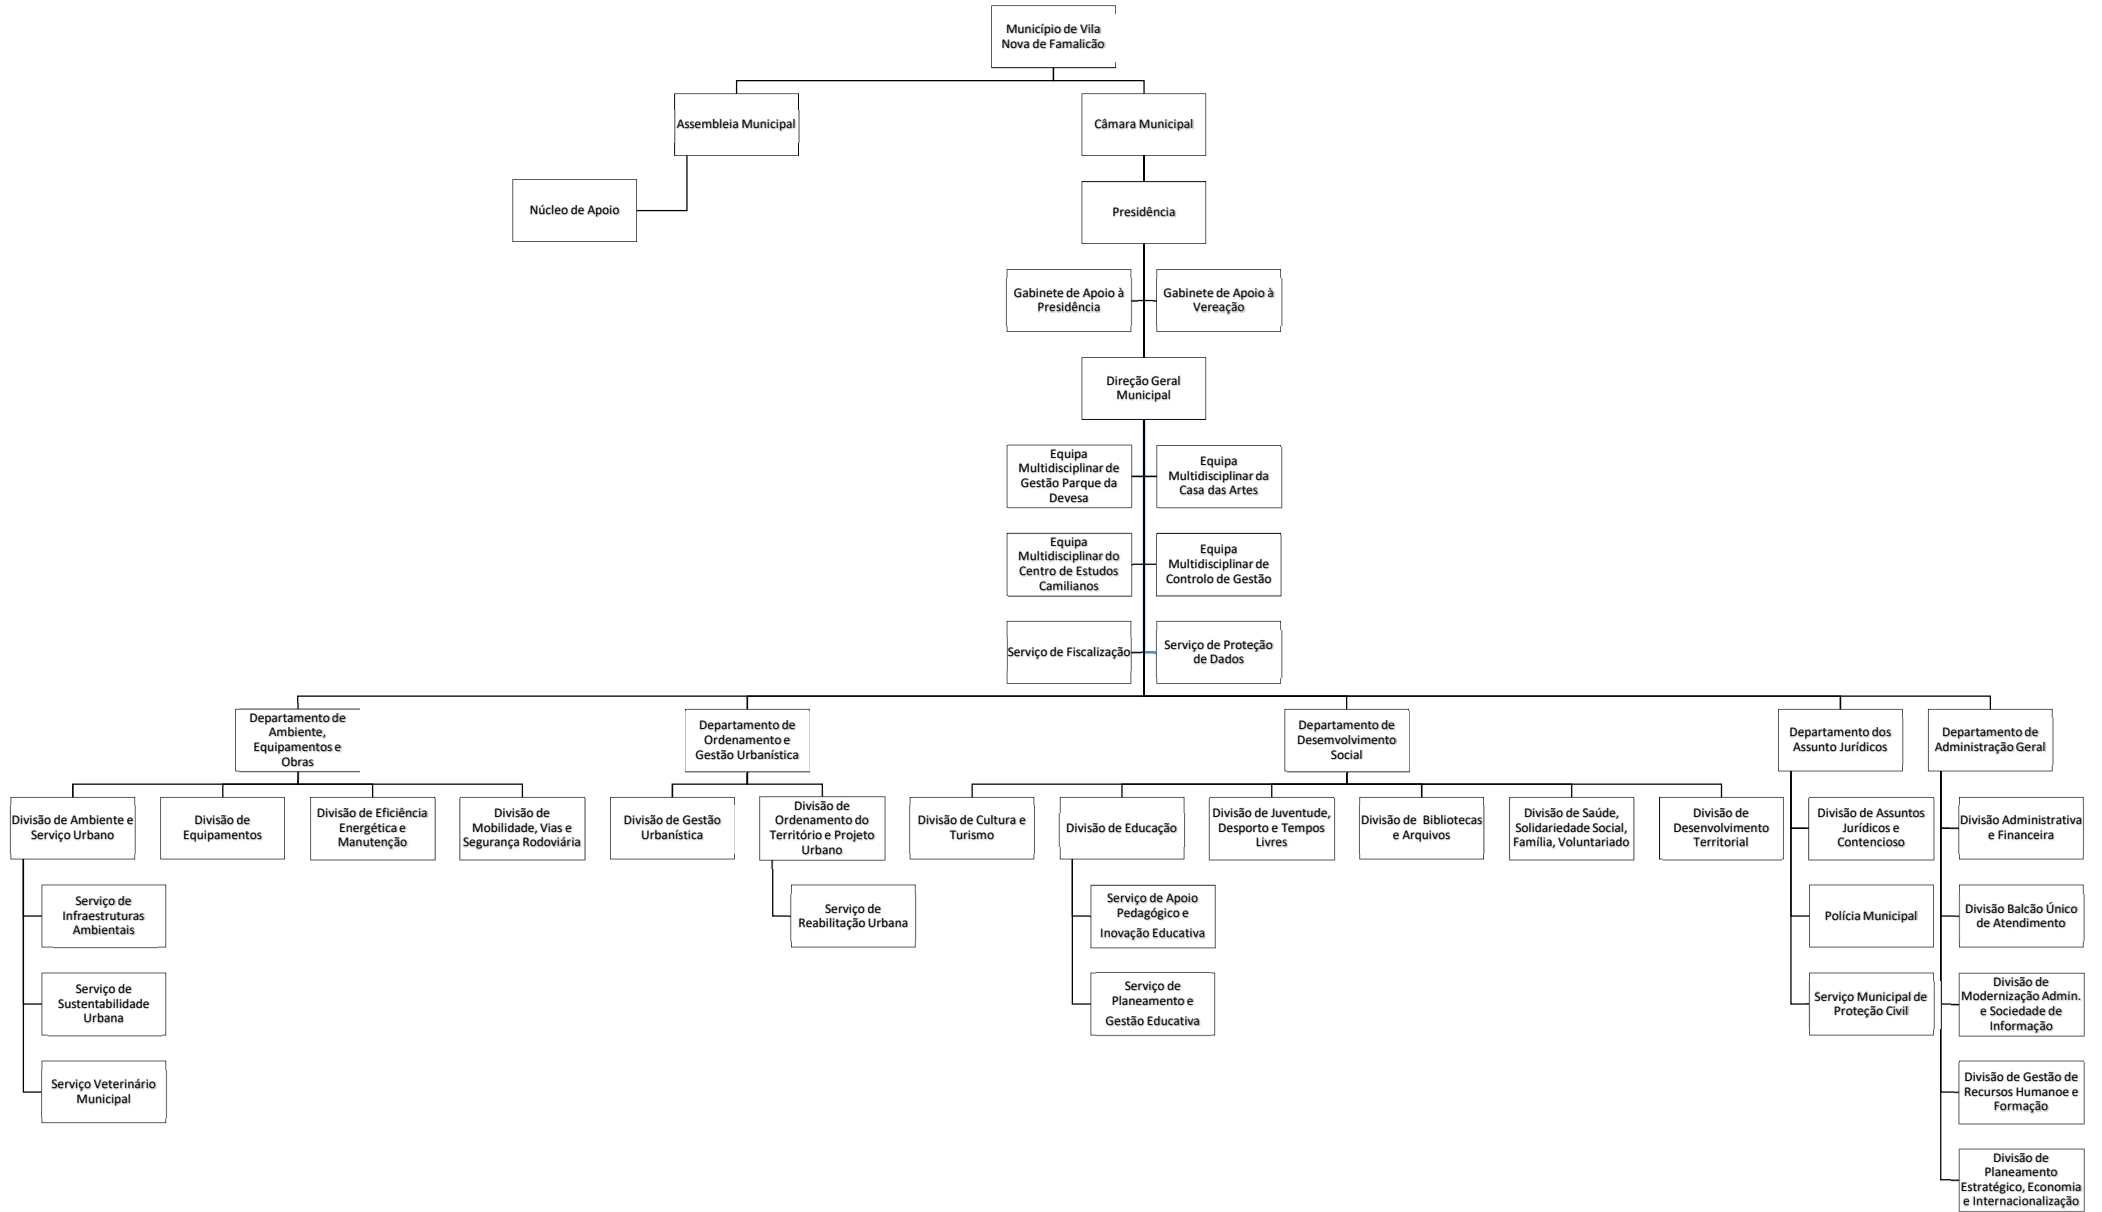 Município de Vila
Nova de Famalicão
Assembleia Municipal
Câmara Municipal
Núcleo de Apoio
Presidência
Gabinete de Apoio à
Presidência
Gabinete de Apoio à
Vereação
Direção Geral
Municipal
Equipa
Multidisciplinar de
Gestão Parque da
Devesa
Equipa
Multidisciplinar da
Casa das Artes
Equipa
Multidisciplinar do
Centro de Estudos
Camilianos
Equipa
Multidisciplinar de
Controlo de Gestão
Serviço de Fiscalização
Serviço de Proteção
de Dados
Departamento de
Ambiente,
Equipamentos e
Obras
Departamento de
Ordenamento e
Gestão Urbanística
Departamento de
Desemvolvimento
Social
Departamento dos
Assunto Jurídicos
Departamento de
Administração Geral
Divisão de Ambiente e
Serviço Urbano
Divisão de
Equipamentos
Divisão de Eficiência
Energética e
Manutenção
Divisão de
Mobilidade, Vias e
Segurança Rodoviária
Divisão de Gestão
Urbanística
Divisão de
Ordenamento do
Território e Projeto
Urbano
Divisão de Cultura e
Turismo
Divisão de Educação
Divisão de Juventude,
Desporto e Tempos
Livres
Divisão de Bibliotecas
e Arquivos
Divisão de Saúde,
Solidariedade Social,
Família, Voluntariado
Divisão de
Desenvolvimento
Territorial
Divisão de Assuntos
Jurídicos e
Contencioso
Divisão Administrativa
e Financeira
Serviço de
Infraestruturas
Ambientais
Serviço de
Reabilitação Urbana
Serviço de Apoio
Pedagógico e
Inovação Educativa
Polícia Municipal
Divisão Balcão Único
de Atendimento
Serviço de
Sustentabilidade
Urbana
Serviço de
Planeamento e
Gestão Educativa
Serviço Municipal de
Proteção Civil
Divisão de
Modernização Admin.
e Sociedade de
Informação
Serviço Veterinário
Municipal
Divisão de Gestão de
Recursos Humanoe e
Formação
Divisão de
Planeamento
Estratégico, Economia
e Internacionalização